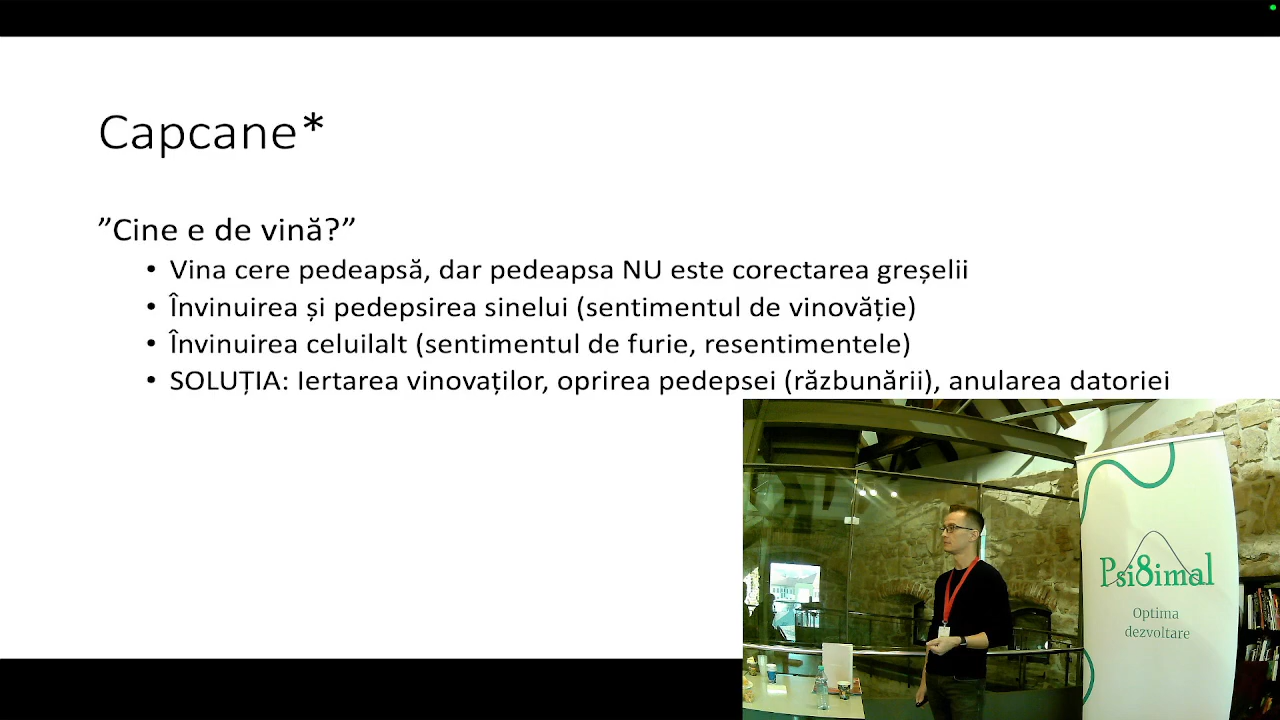 Capcane*
”Cine e de vină?”
• Vina cere pedeapsă, dar pedeapsa NU este corectarea greșelii
• Învinuirea și pedepsirea sinelui (sentimentul de vinovăție)
• Învinuirea celuilalt (sentimentul de furie, resentimentele)
• SOLUȚIA: Iertarea vinovaților, oprirea pedepsei (răzbunării), anularea datoriei
Psi8imal
Optima
dezvoltare